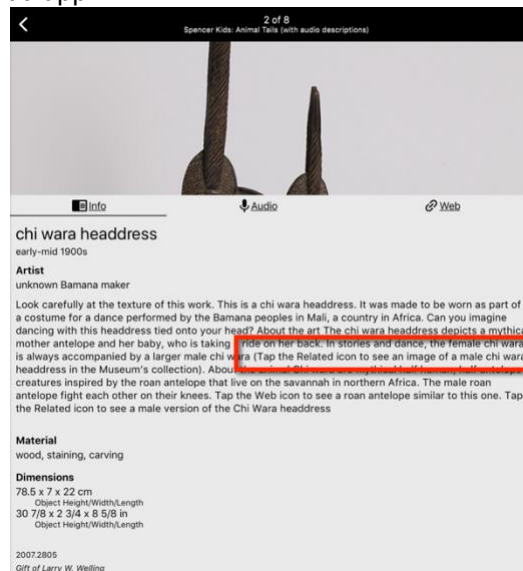 2 of 8
Spencer Kids: Animal Tails (with audio descriptions)
Info
Audio
Web
chi wara headdress
early-mid 1900s
Artist
unknown Bamana maker
Look carefully at the texture of this work. This is a chi wara headdress. It was made to be worn as part of
a costume for a dance performed by the Bamana peoples in Mali, a country in Africa. Can you imagine
dancing with this headdress tied onto your head? About the art The chi wara headdress depicts a mythica
mother antelope and her baby, who is taking ride on her back. In stories and dance, the female chi wara
is always accompanied by a larger male chi wara (Tap the Related icon to see an image of a male chi wara
headdress in the Museum's collection). About the animal Chi wara are mythical half human, half antelope
creatures inspired by the roan antelope that live on the savannah in northern Africa. The male roan
antelope fight each other on their knees. Tap the Web icon to see a roan antelope similar to this one. Tap
the Related icon to see a male version of the Chi Wara headdress
Material
wood, staining, carving
Dimensions
78.5 x 7 x 22 cm
Object Height/Width/Length
30 7/8 x 2 3/4 x 8 5/8 in
Object Height/Width/Length
2007.2805
Gift of Larry W. Welling